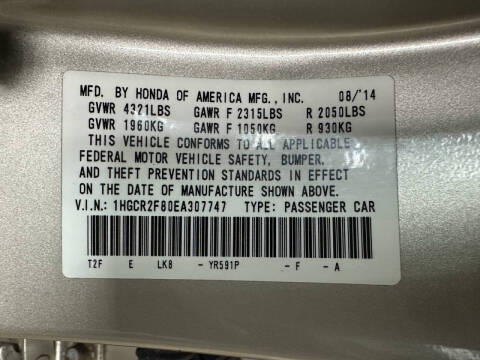 MFD. BY HONDA OF AMERICA MFG., INC. 08/'14
GVWR 4321LBS GAWR F 2315LBS R 2050LBS
GVWR 1960KG GAWR F 1050KG R 930KG
THIS VEHICLE CONFORMS TO ALL APPLICABLE
FEDERAL MOTOR VEHICLE SAFETY, BUMPER,
AND THEFT PREVENTION STANDARDS IN EFFECT
ON THE DATE OF MANUFACTURE SHOWN ABOVE.
V.I.N.: 1HGCR2F80EA307747 TYPE: PASSENGER CAR
T2F E LK8 - YR591P - F - A